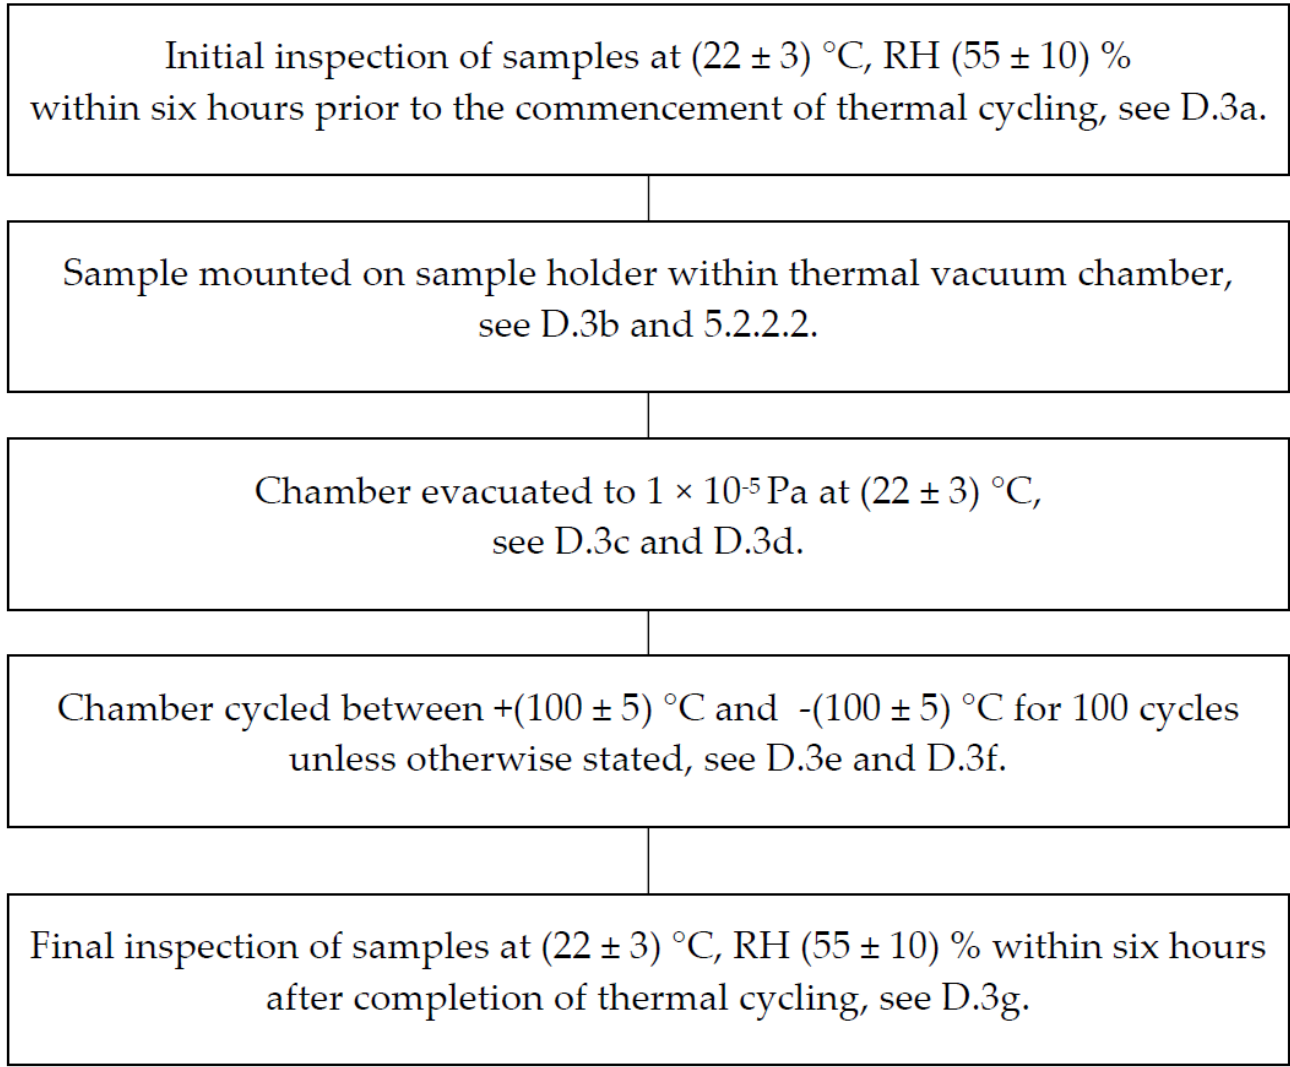 Initial inspection of samples at (22 ± 3) °C, RH (55 ± 10) %
within six hours prior to the commencement of thermal cycling, see D.3a.
Sample mounted on sample holder within thermal vacuum chamber,
see D.3b and 5.2.2.2.
Chamber evacuated to 1 × 10⁻⁵ Pa at (22 ± 3) °C,
see D.3c and D.3d.
Chamber cycled between +(100 ± 5) °C and -(100 ± 5) °C for 100 cycles
unless otherwise stated, see D.3e and D.3f.
Final inspection of samples at (22 ± 3) °C, RH (55 ± 10) % within six hours
after completion of thermal cycling, see D.3g.